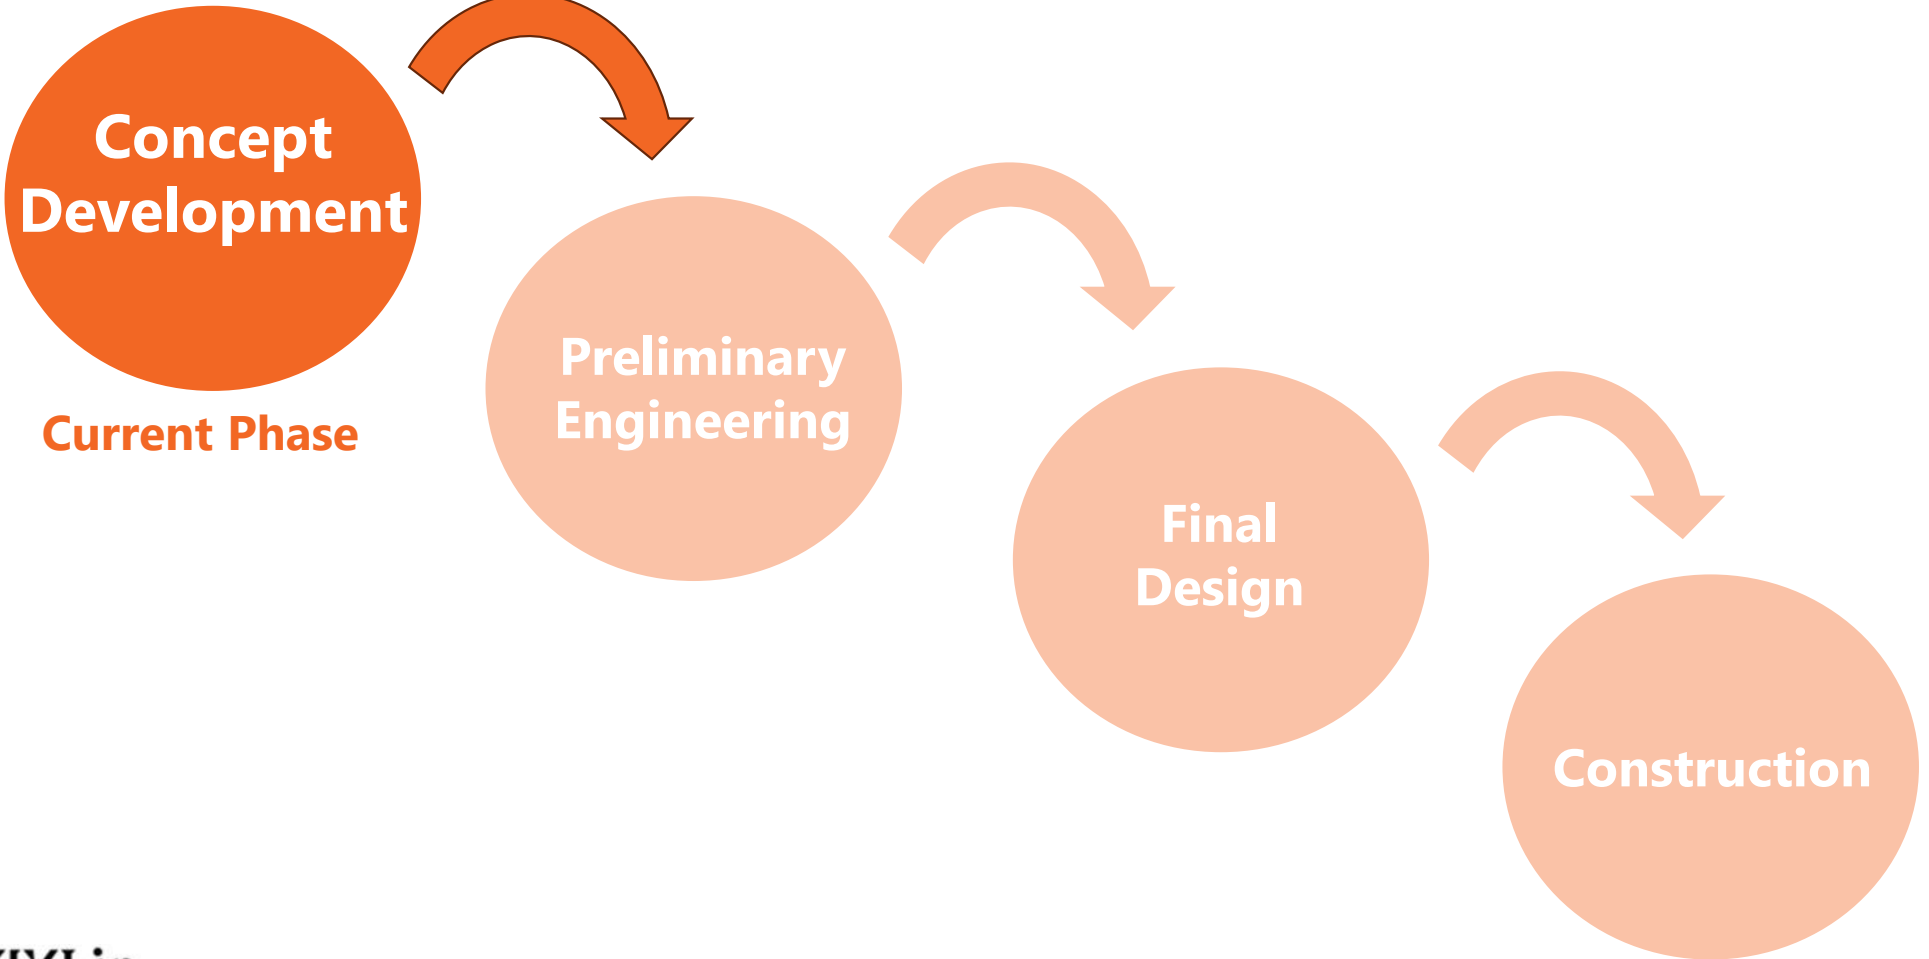 Concept
Development
Current Phase
Preliminary
Engineering
Final
Design
Construction